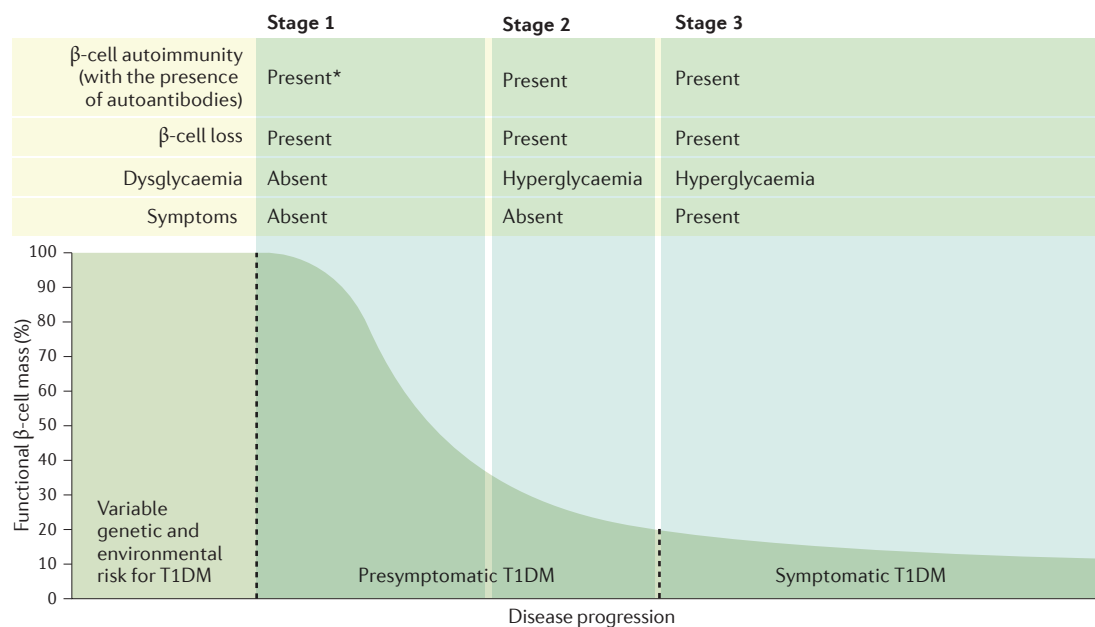 Stage 1
Stage 2
Stage 3
β-cell autoimmunity
(with the presence
of autoantibodies)
Present*
Present
Present
β-cell loss
Present
Present
Present
Dysglycaemia
Absent
Hyperglycaemia
Hyperglycaemia
Symptoms
Absent
Absent
Present
Functional β-cell mass (%)
100
90
80
70
60
50
40
30
20
10
0
Variable
genetic and
environmental
risk for T1DM
Presymptomatic T1DM
Symptomatic T1DM
Disease progression